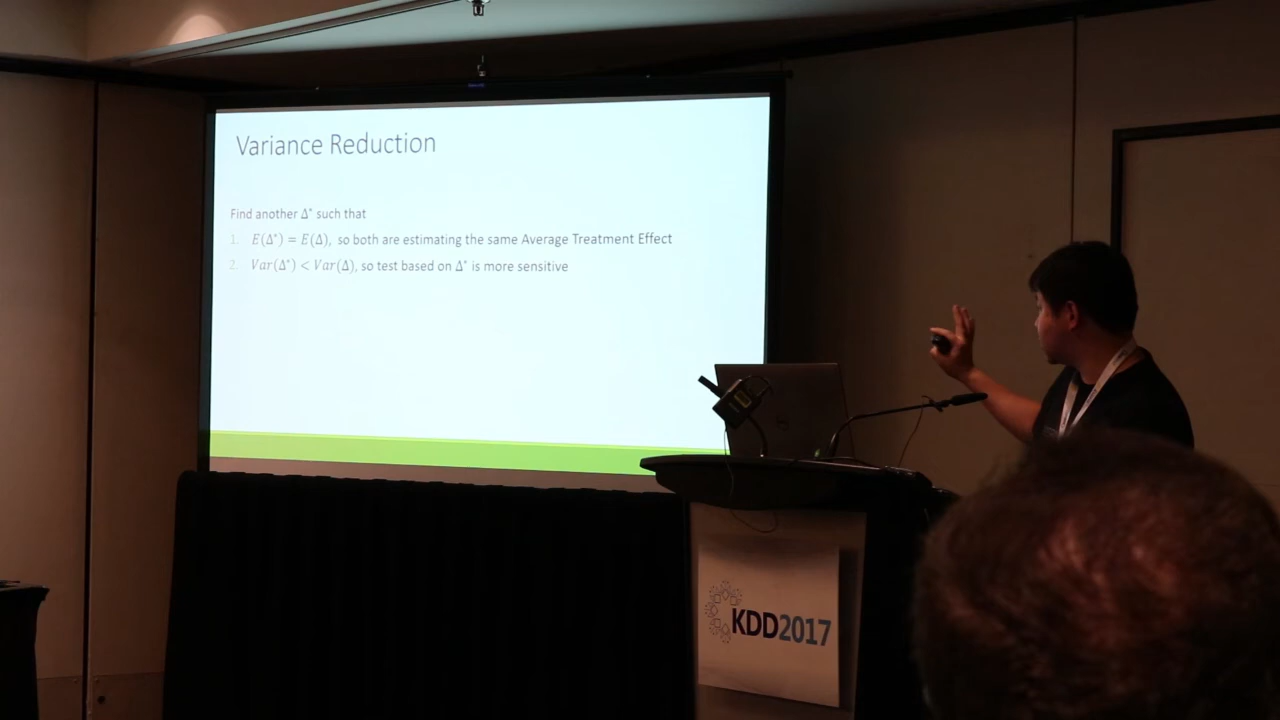 Variance Reduction
Find another Δ* such that
1. E(Δ*) = E(Δ), so both are estimating the same Average Treatment Effect
2. Var(Δ*) < Var(Δ), so test based on Δ* is more sensitive
KDD2017